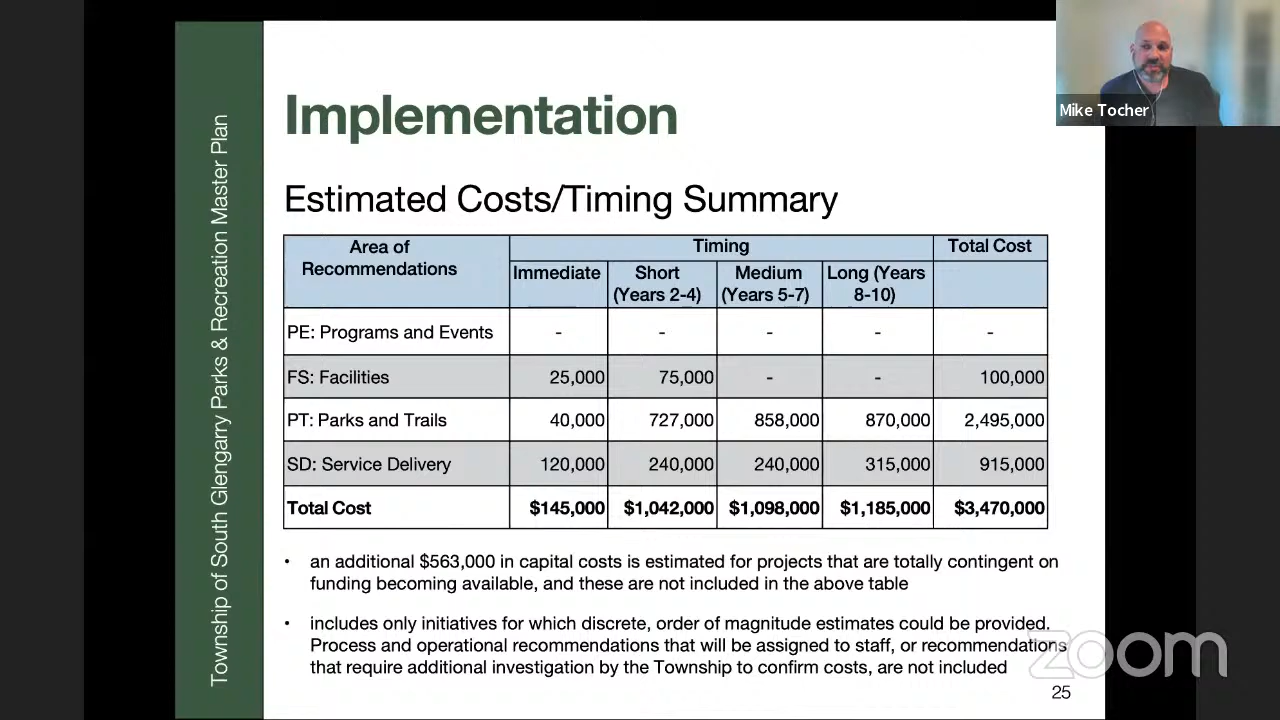 Township of South Glengarry Parks & Recreation Master Plan
Implementation
Mike Tocher
Estimated Costs/Timing Summary
Area of Recommendations Timing Total Cost
Immediate Short (Years 2-4) Medium (Years 5-7) Long (Years 8-10)
PE: Programs and Events - - - - -
FS: Facilities 25,000 75,000 - - 100,000
PT: Parks and Trails 40,000 727,000 858,000 870,000 2,495,000
SD: Service Delivery 120,000 240,000 240,000 315,000 915,000
Total Cost $145,000 $1,042,000 $1,098,000 $1,185,000 $3,470,000
• an additional $563,000 in capital costs is estimated for projects that are totally contingent on
funding becoming available, and these are not included in the above table
• includes only initiatives for which discrete, order of magnitude estimates could be provided.
Process and operational recommendations that will be assigned to staff, or recommendations
that require additional investigation by the Township to confirm costs, are not included
zoom
25